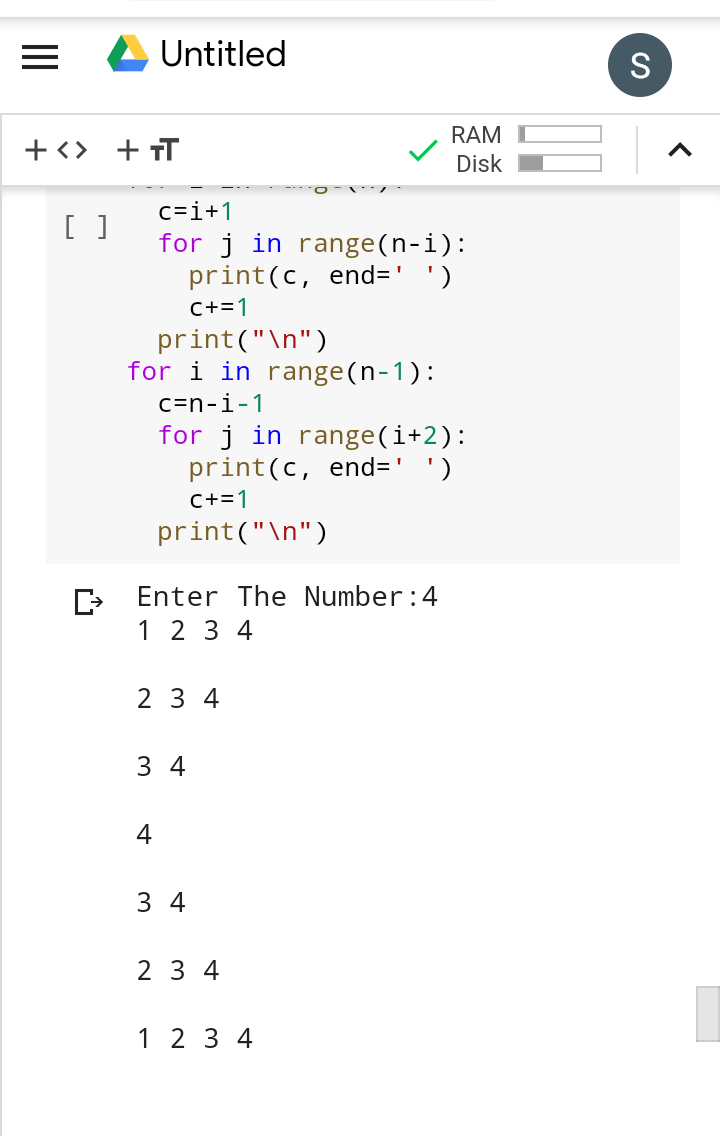 Untitled
S
+ <> + TT
RAM
Disk
[ ]
c=i+1
for j in range(n-i):
print(c, end=' ')
c+=1
print("\n")
for i in range(n-1):
c=n-i-1
for j in range(i+2):
print(c, end=' ')
c+=1
print("\n")
Enter The Number:4
1 2 3 4
2 3 4
3 4
4
3 4
2 3 4
1 2 3 4